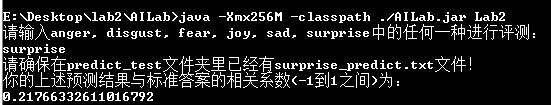 E:\Desktop\lab2\AILab>java -Xmx256M -classpath ./AILab.jar Lab2
请输入anger, disgust, fear, joy, sad, surprise中的任何一种进行评测:
surprise
请确保在predict_test文件夹里已经有surprise_predict.txt文件!
你的上述预测结果与标准答案的相关系数(-1到1之间)为:
0.21766332611016792